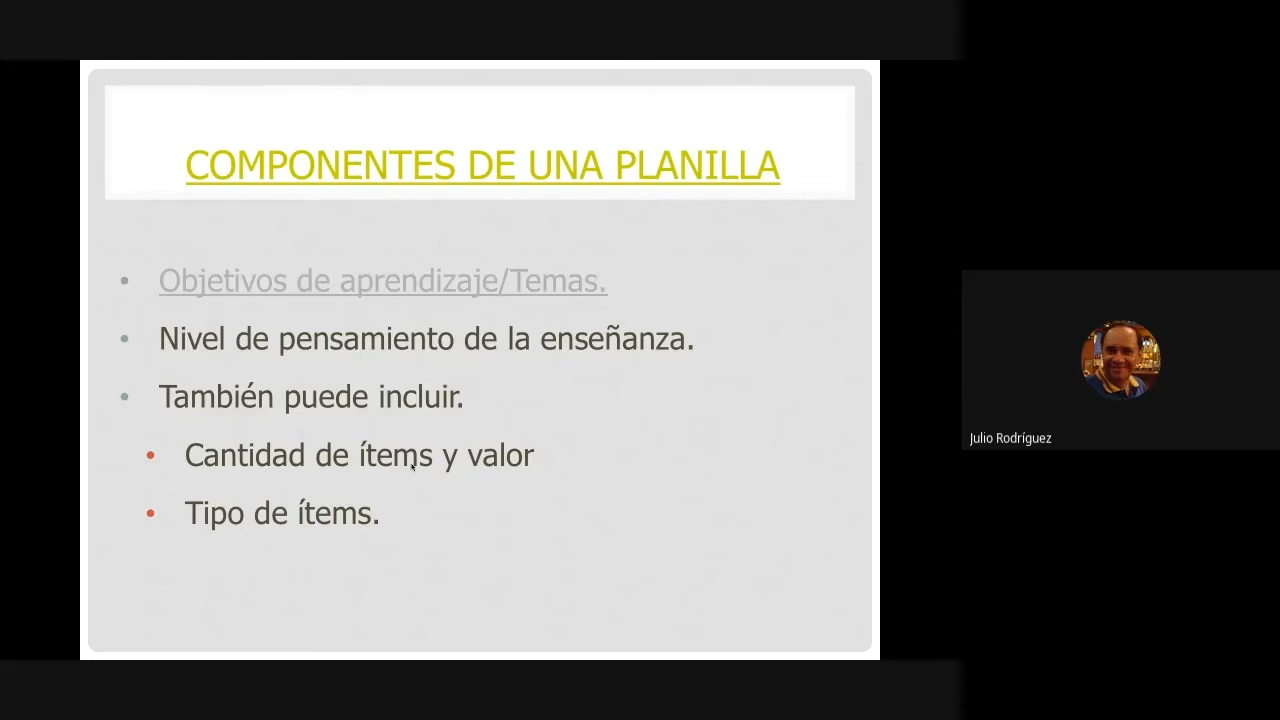 COMPONENTES DE UNA PLANILLA
• Objetivos de aprendizaje/Temas.
• Nivel de pensamiento de la enseñanza.
• También puede incluir.
• Cantidad de ítems y valor
• Tipo de ítems.
Julio Rodríguez